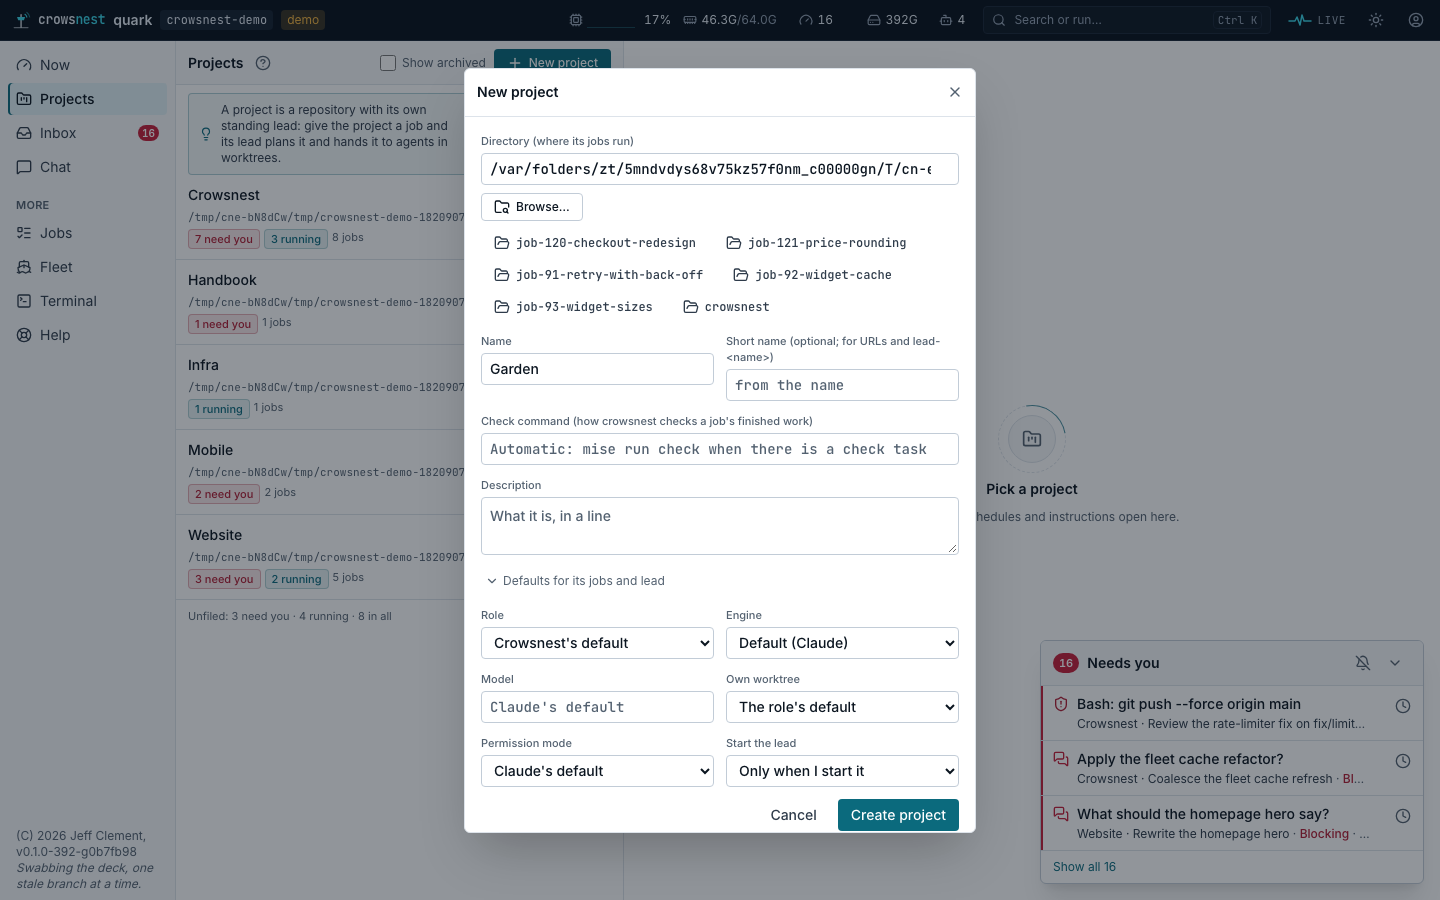 crowsnest quark crowsnest-demo demo 17% 46.3G/64.0G 16 392G 4 Search or run... Ctrl K LIVE
Now
Projects
Inbox 16
Chat
MORE
Jobs
Fleet
Terminal
Help
(C) 2026 Jeff Clement,
v0.1.0-392-g0b7fb98
Swabbing the deck, one
stale branch at a time.
Projects Show archived New project
A project is a repository with its own
standing lead: give the project a job and
its lead plans it and hands it to agents in
worktrees.
Crowsnest
/tmp/cne-bN8dCw/tmp/crowsnest-demo-1820907
7 need you 3 running 8 jobs
Handbook
/tmp/cne-bN8dCw/tmp/crowsnest-demo-1820907
1 need you 1 jobs
Infra
/tmp/cne-bN8dCw/tmp/crowsnest-demo-1820907
1 running 1 jobs
Mobile
/tmp/cne-bN8dCw/tmp/crowsnest-demo-1820907
2 need you 2 jobs
Website
/tmp/cne-bN8dCw/tmp/crowsnest-demo-1820907
3 need you 2 running 5 jobs
Unfiled: 3 need you · 4 running · 8 in all
New project
Directory (where its jobs run)
/var/folders/zt/5mndvdys68v75kz57f0nm_c00000gn/T/cn-e
Browse...
job-120-checkout-redesign job-121-price-rounding
job-91-retry-with-back-off job-92-widget-cache
job-93-widget-sizes crowsnest
Name
Garden
Short name (optional; for URLs and lead-
<name>)
from the name
Check command (how crowsnest checks a job's finished work)
Automatic: mise run check when there is a check task
Description
What it is, in a line
Defaults for its jobs and lead
Role Engine
Crowsnest's default Default (Claude)
Model Own worktree
Claude's default The role's default
Permission mode Start the lead
Claude's default Only when I start it
Cancel Create project
Pick a project
hedules and instructions open here.
16 Needs you
Bash: git push --force origin main
Crowsnest · Review the rate-limiter fix on fix/limit...
Apply the fleet cache refactor?
Crowsnest · Coalesce the fleet cache refresh · Bl...
What should the homepage hero say?
Website · Rewrite the homepage hero · Blocking · ...
Show all 16